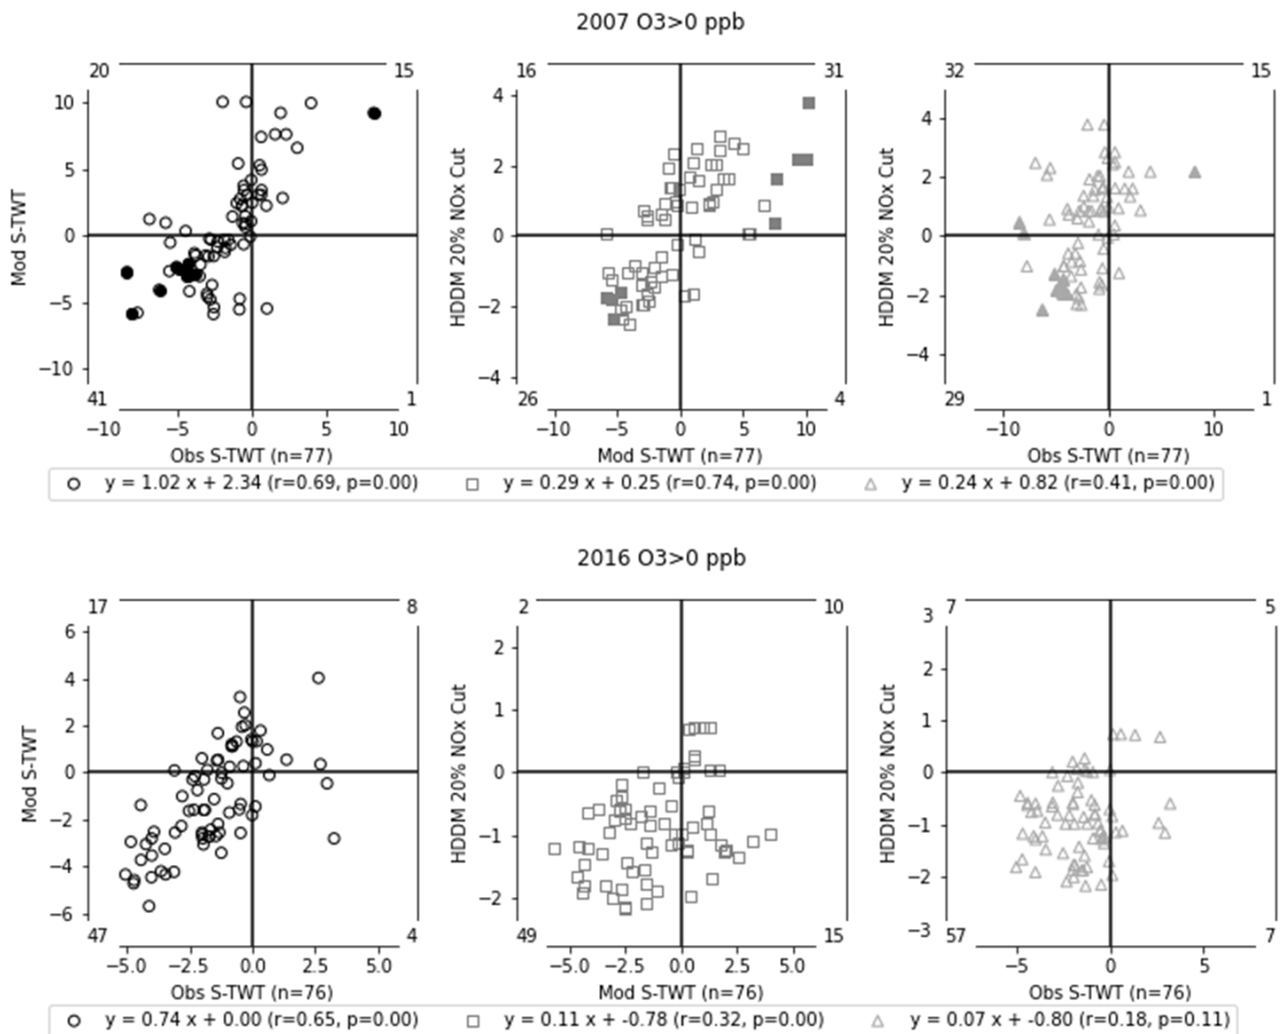 2007 O3>0 ppb
20 15 16 31 32 15
10 5 0 −5 −10
4 2 0 −2 −4
4 2 0 −2 −4
Mod S-TWT
HDDM 20% NOx Cut
HDDM 20% NOx Cut
41 1 26 4 29 1
−10 −5 0 5 10 −10 −5 0 5 10 −10 0 10
Obs S-TWT (n=77) Mod S-TWT (n=77) Obs S-TWT (n=77)
y = 1.02 x + 2.34 (r=0.69, p=0.00) y = 0.29 x + 0.25 (r=0.74, p=0.00) y = 0.24 x + 0.82 (r=0.41, p=0.00)
2016 O3>0 ppb
17 8 2 10 7 5
6 4 2 0 −2 −4 −6
2 1 0 −1 −2
3 2 1 0 −1 −2 −3
Mod S-TWT
HDDM 20% NOx Cut
HDDM 20% NOx Cut
47 4 49 15 57 7
−5.0 −2.5 0.0 2.5 5.0 −5.0 −2.5 0.0 2.5 5.0 −5 0 5
Obs S-TWT (n=76) Mod S-TWT (n=76) Obs S-TWT (n=76)
y = 0.74 x + 0.00 (r=0.65, p=0.00) y = 0.11 x + -0.78 (r=0.32, p=0.00) y = 0.07 x + -0.80 (r=0.18, p=0.11)